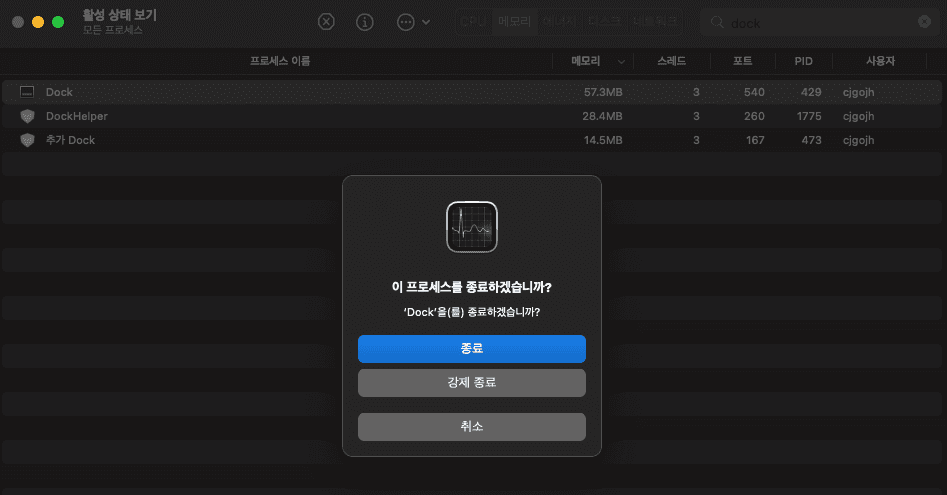 활성 상태 보기
모든 프로세스
CPU 메모리 에너지 디스크 네트워크
dock
프로세스 이름 메모리 스레드 포트 PID 사용자
Dock 57.3MB 3 540 429 cjgojh
DockHelper 28.4MB 3 260 1775 cjgojh
추가 Dock 14.5MB 3 167 473 cjgojh
이 프로세스를 종료하겠습니까?
‘Dock’을(를) 종료하겠습니까?
종료
강제 종료
취소